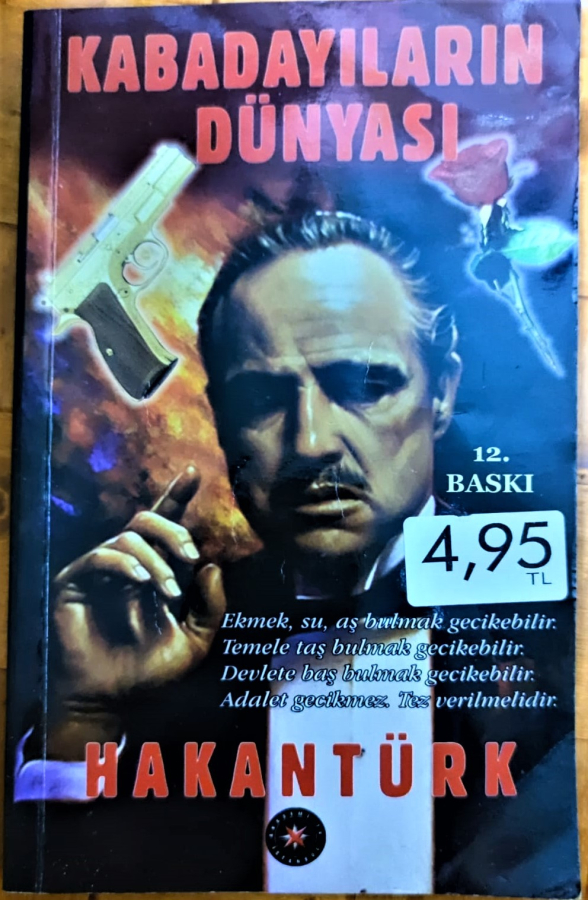 KABADAYILARIN
DÜNYASI
12.
BASKI
4,95
TL
Ekmek, su, aş bulmak gecikebilir.
Temele taş bulmak gecikebilir.
Devlete baş bulmak gecikebilir.
Adalet gecikmez. Tez verilmelidir.
HAKANTÜRK